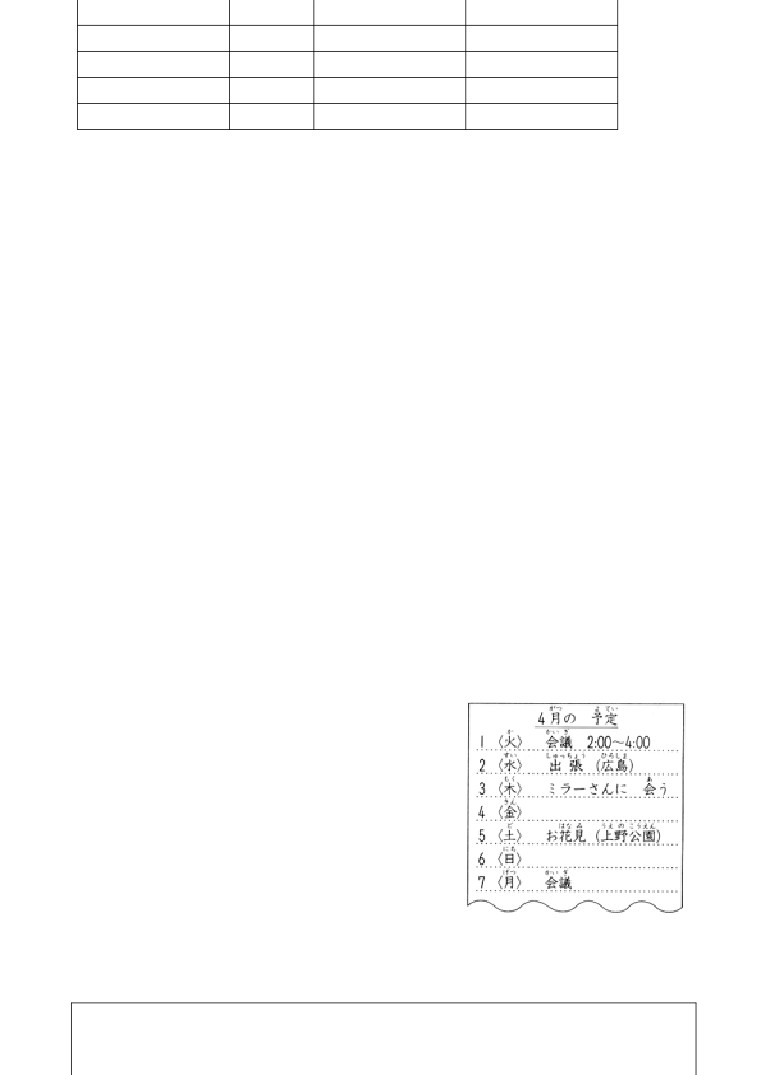 4月の 予定
1 〈火〉 会議 2:00〜4:00
2 〈水〉 出張 (広島)
3 〈木〉 ミラーさんに 会う
4 〈金〉
5 〈土〉 お花見 (上野公園)
6 〈日〉
7 〈月〉 会議